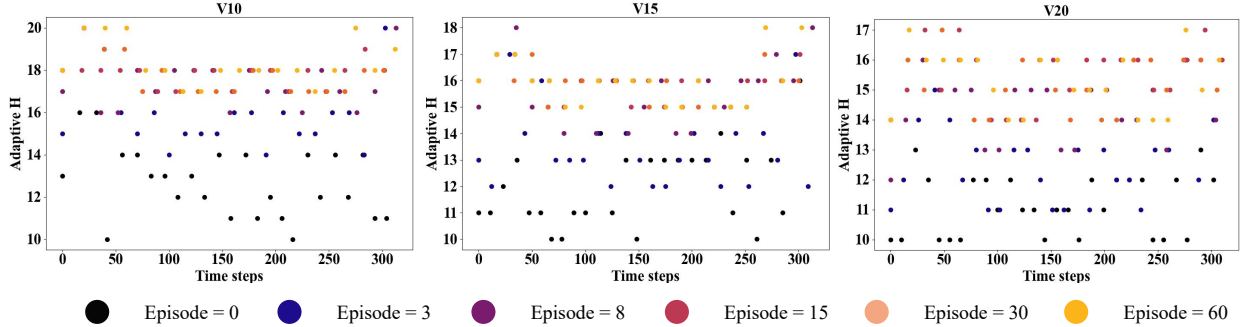 V10
V15
V20
Adaptive H
20
18
16
14
12
10
0 50 100 150 200 250 300
Time steps
Adaptive H
18
17
16
15
14
13
12
11
10
0 50 100 150 200 250 300
Time steps
Adaptive H
17
16
15
14
13
12
11
10
0 50 100 150 200 250 300
Time steps
Episode = 0 Episode = 3 Episode = 8 Episode = 15 Episode = 30 Episode = 60